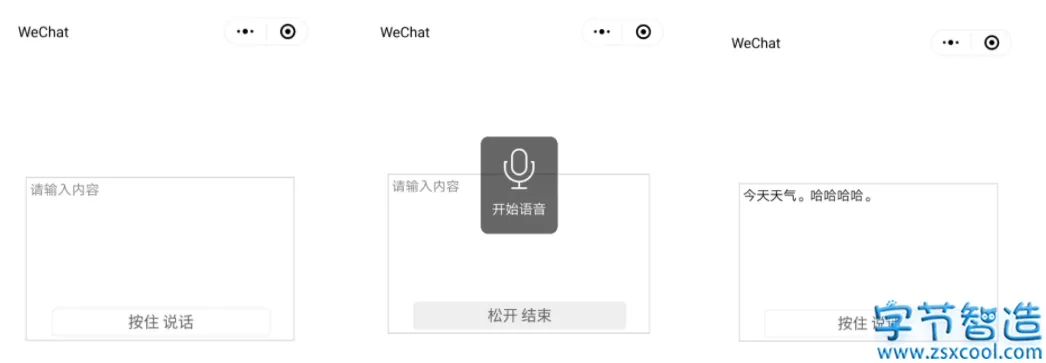 WeChat
请输入内容
按住 说话
WeChat
请输入内容
开始语音
松开 结束
WeChat
今天天气。哈哈哈哈。
按住 说
字节智造
www.zsxcool.com